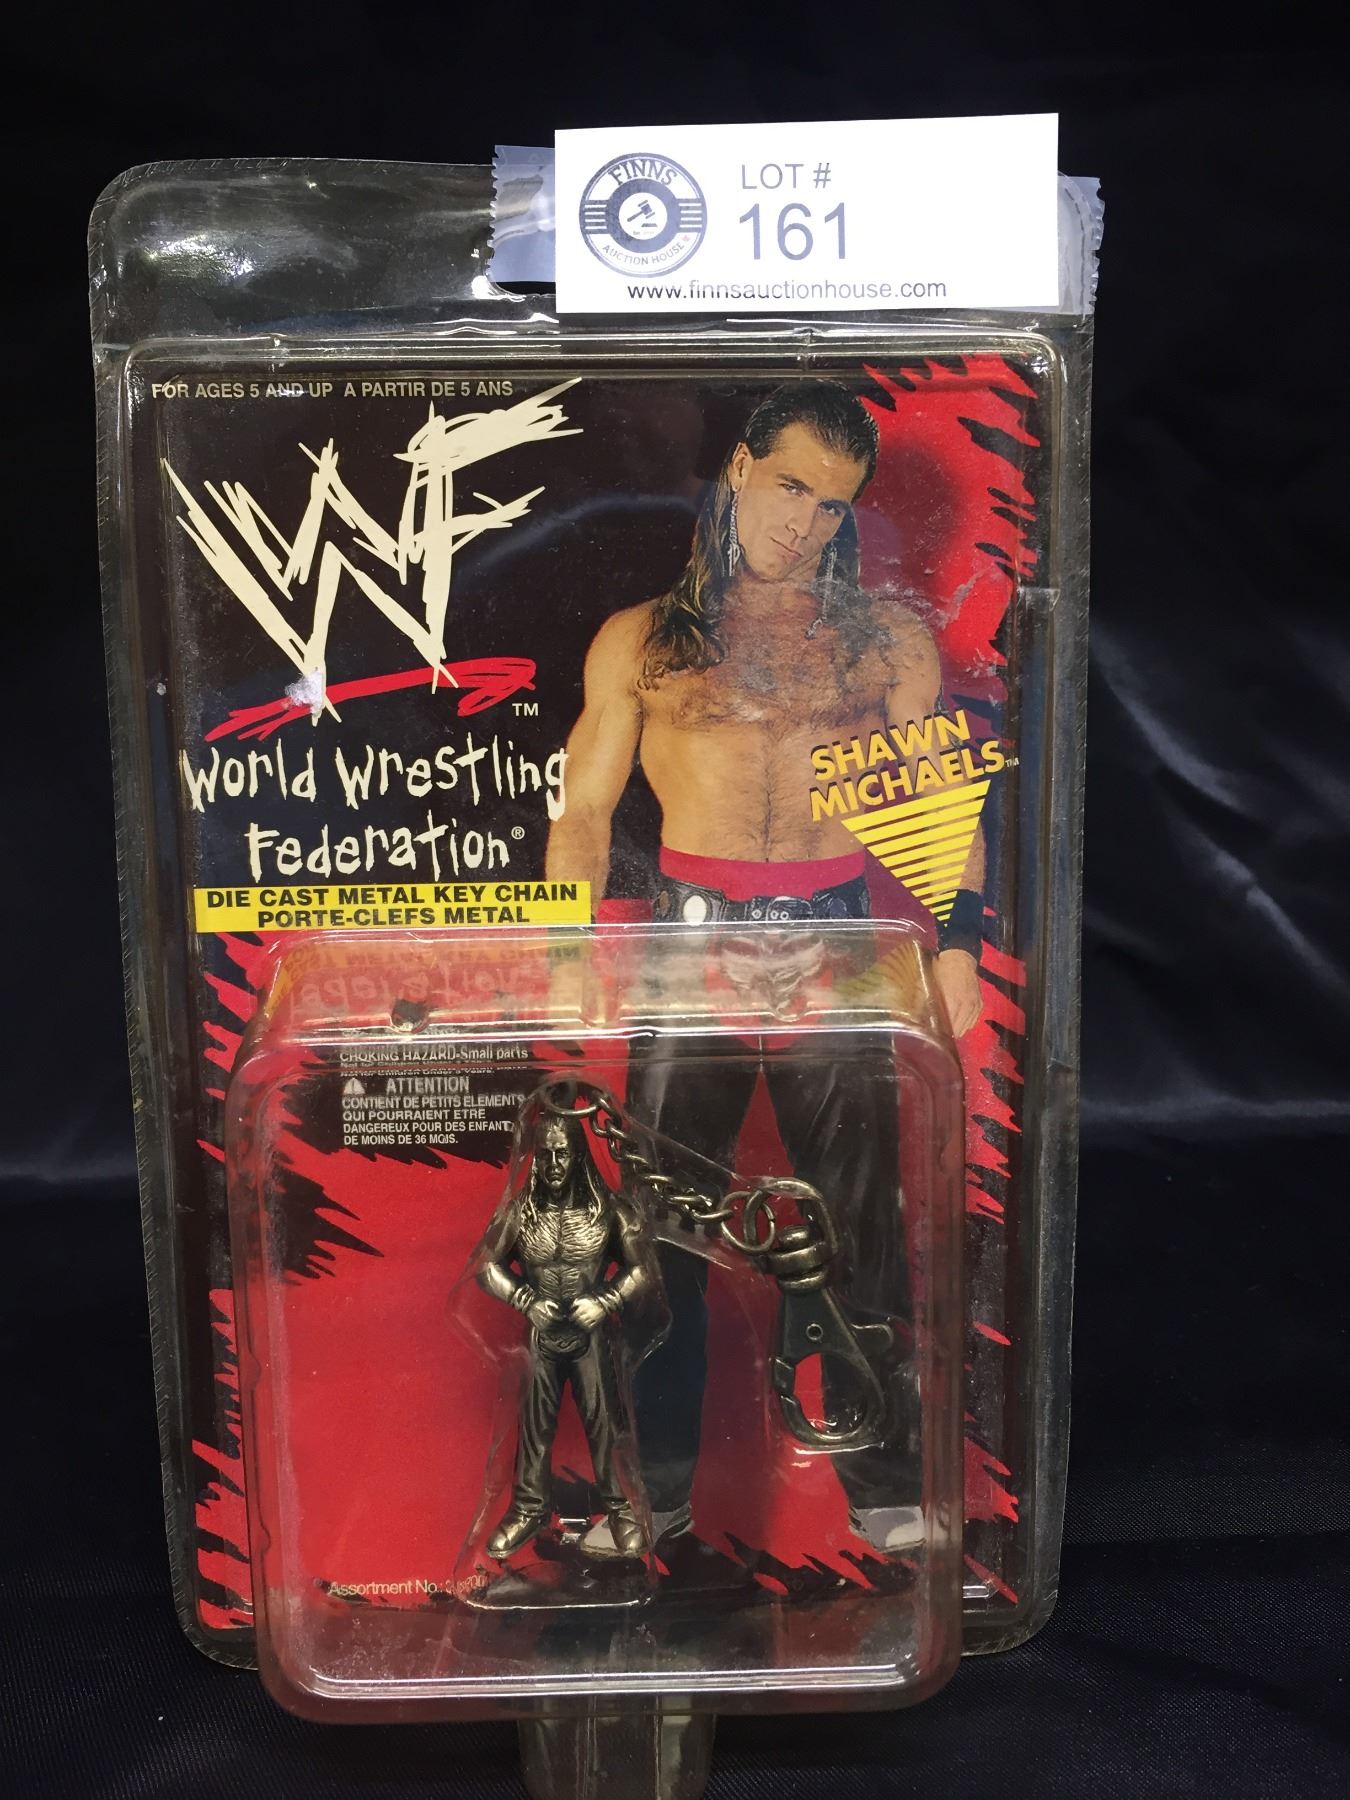 FINNS
AUCTION HOUSE
LOT #
161
www.finnsauctionhouse.com
FOR AGES 5 AND UP A PARTIR DE 5 ANS
WF
TM
World Wrestling
Federation®
DIE CAST METAL KEY CHAIN
PORTE-CLEFS METAL
SHAWN
MICHAELS™
CHOKING HAZARD-Small parts
ATTENTION
CONTIENT DE PETITS ELEMENTS
QUI POURRAIENT ETRE
DANGEREUX POUR DES ENFANT
DE MOINS DE 36 MOIS.
Assortment No.: